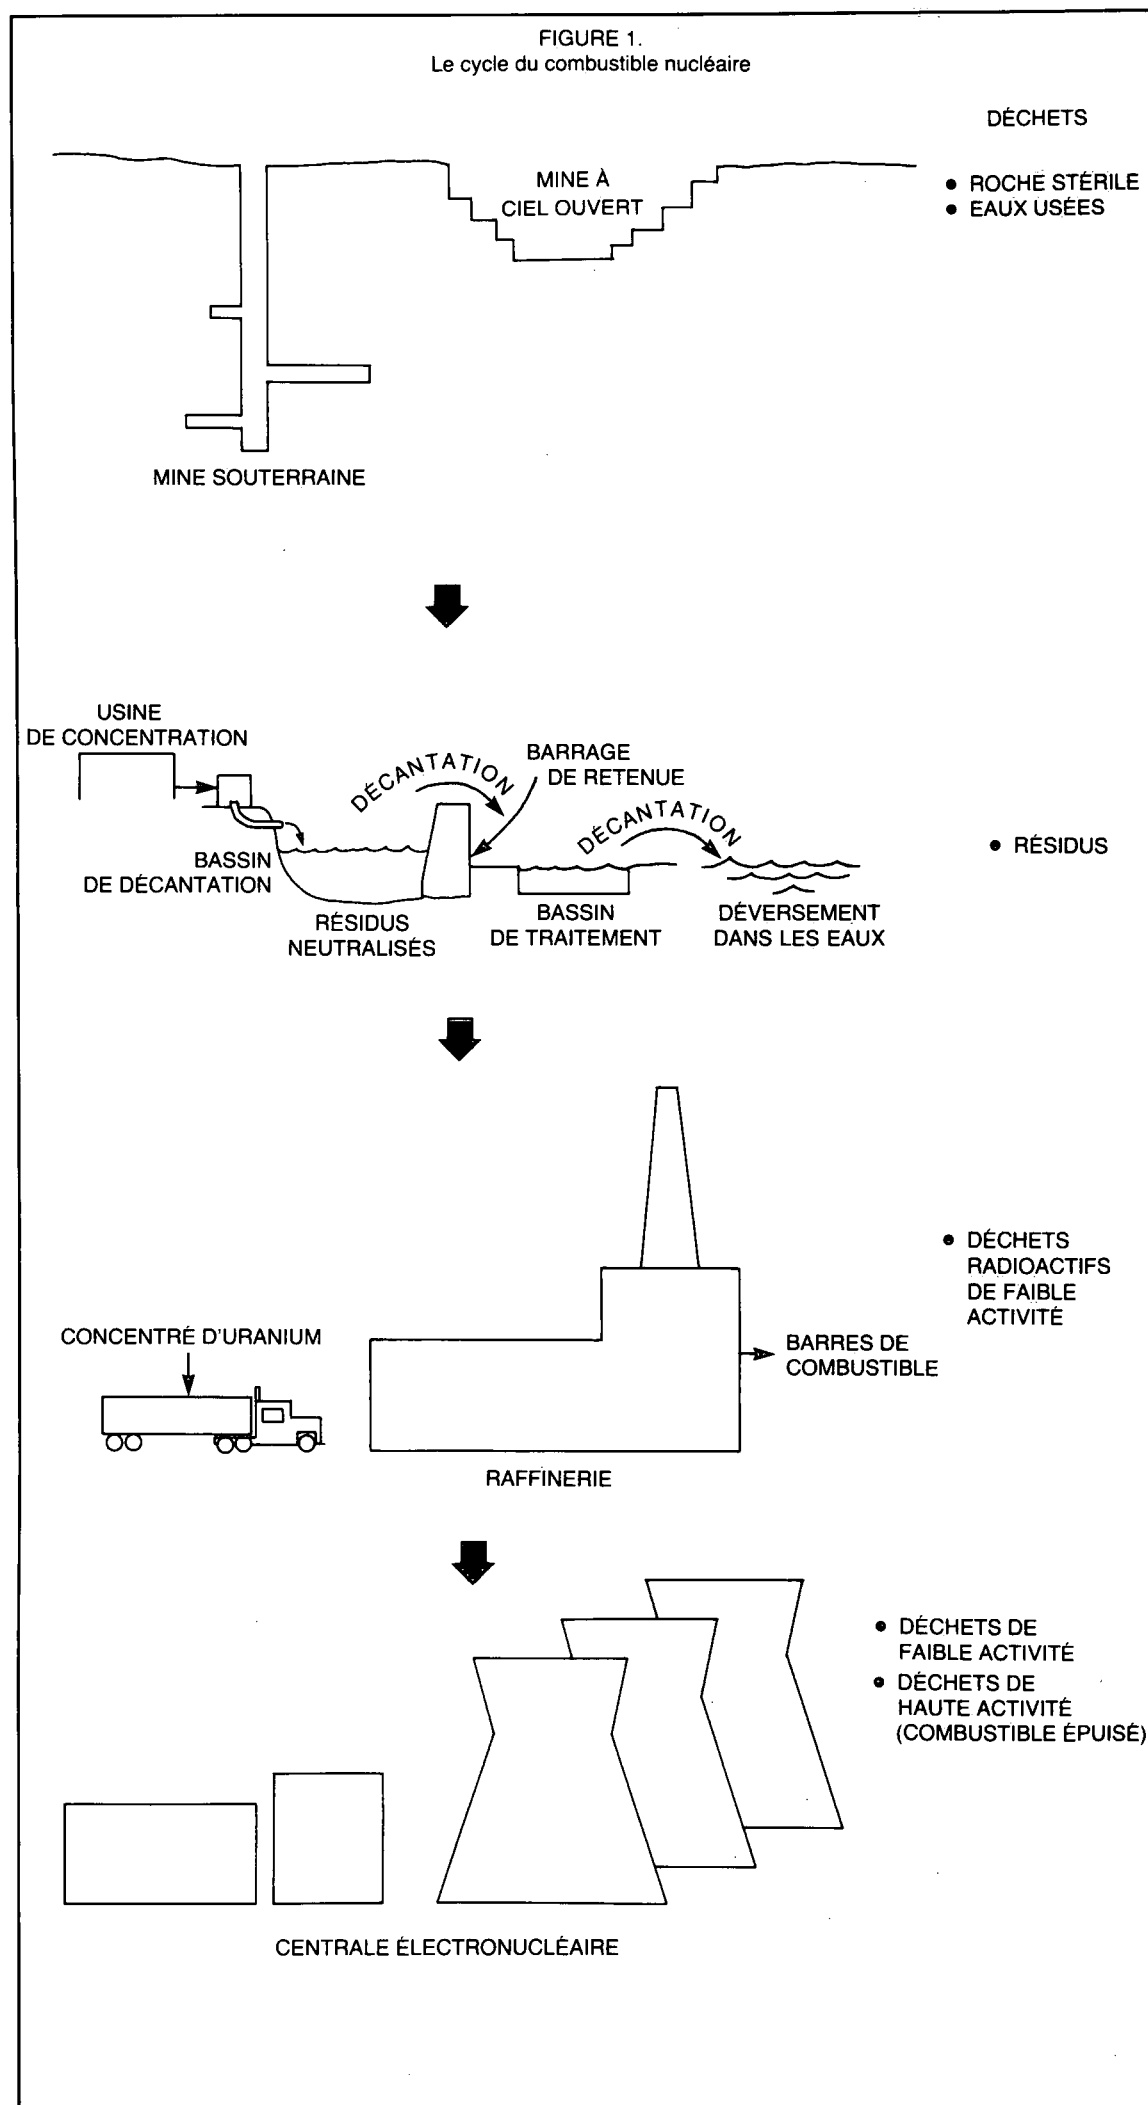 FIGURE 1.
Le cycle du combustible nucléaire
DÉCHETS
MINE À
CIEL OUVERT
● ROCHE STÉRILE
● EAUX USÉES
MINE SOUTERRAINE
USINE
DE CONCENTRATION
DÉCANTATION
BARRAGE
DE RETENUE
DÉCANTATION
● RÉSIDUS
BASSIN
DE DÉCANTATION
RÉSIDUS
NEUTRALISÉS
BASSIN
DE TRAITEMENT
DÉVERSEMENT
DANS LES EAUX
● DÉCHETS
RADIOACTIFS
DE FAIBLE
ACTIVITÉ
CONCENTRÉ D'URANIUM
BARRES DE
COMBUSTIBLE
RAFFINERIE
● DÉCHETS DE
FAIBLE ACTIVITÉ
● DÉCHETS DE
HAUTE ACTIVITÉ
(COMBUSTIBLE ÉPUISÉ)
CENTRALE ÉLECTRONUCLÉAIRE